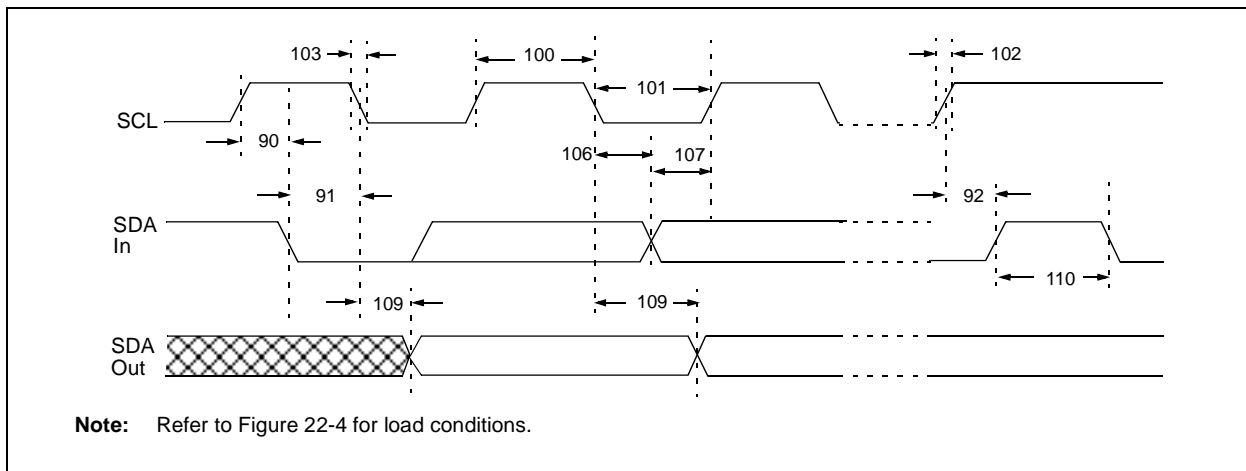 103
100
102
101
SCL
90
106
107
91
92
SDA
In
110
109
109
SDA
Out
Note: Refer to Figure 22-4 for load conditions.